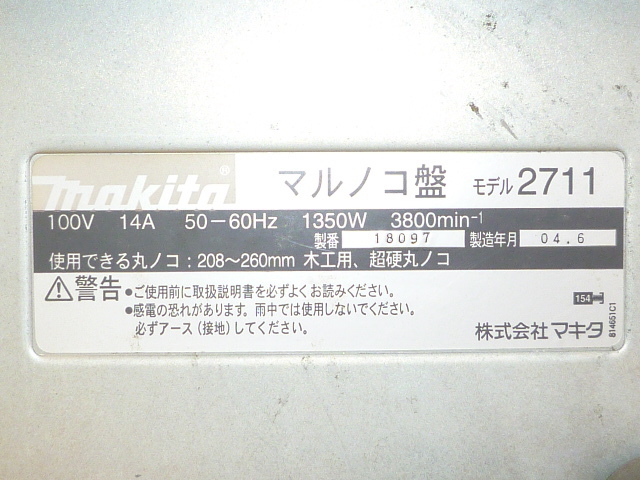 makita® マルノコ盤 モデル 2711
100V 14A 50−60Hz 1350W 3800min⁻¹
製番 18097 製造年月 04.6
使用できる丸ノコ:208〜260mm 木工用、超硬丸ノコ
⚠警告 •ご使用前に取扱説明書を必ずよくお読みください。
•感電の恐れがあります。雨中では使用しないでください。
必ずアース(接地)してください。
154
株式会社マキタ
814651C1